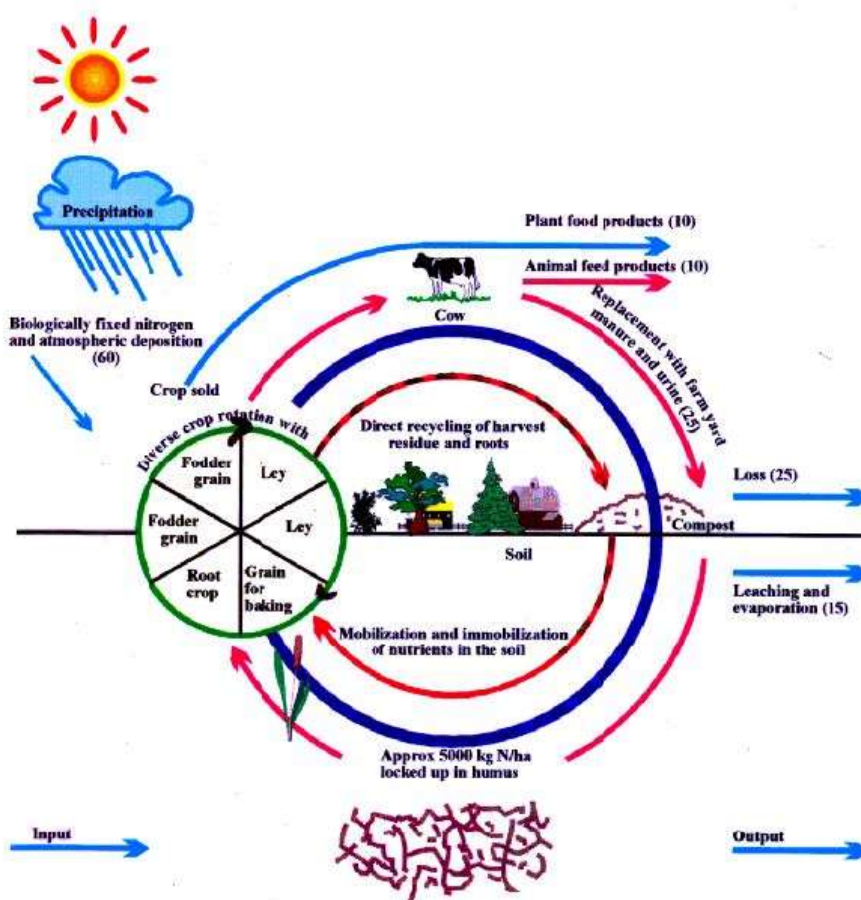 Precipitation
Biologically fixed nitrogen
and atmospheric deposition
(60)
Plant food products (10)
Animal feed products (10)
Cow
Replacement with farm yard
manure and urine (25)
Crop sold
Diverse crop rotation with
Direct recycling of harvest
residue and roots
Fodder
grain
Ley
Fodder
grain
Ley
Root
crop
Grain
for
baking
Loss (25)
Compost
Soil
Leaching and
evaporation (15)
Mobilization and immobilization
of nutrients in the soil
Approx 5000 kg N/ha
locked up in humus
Input
Output